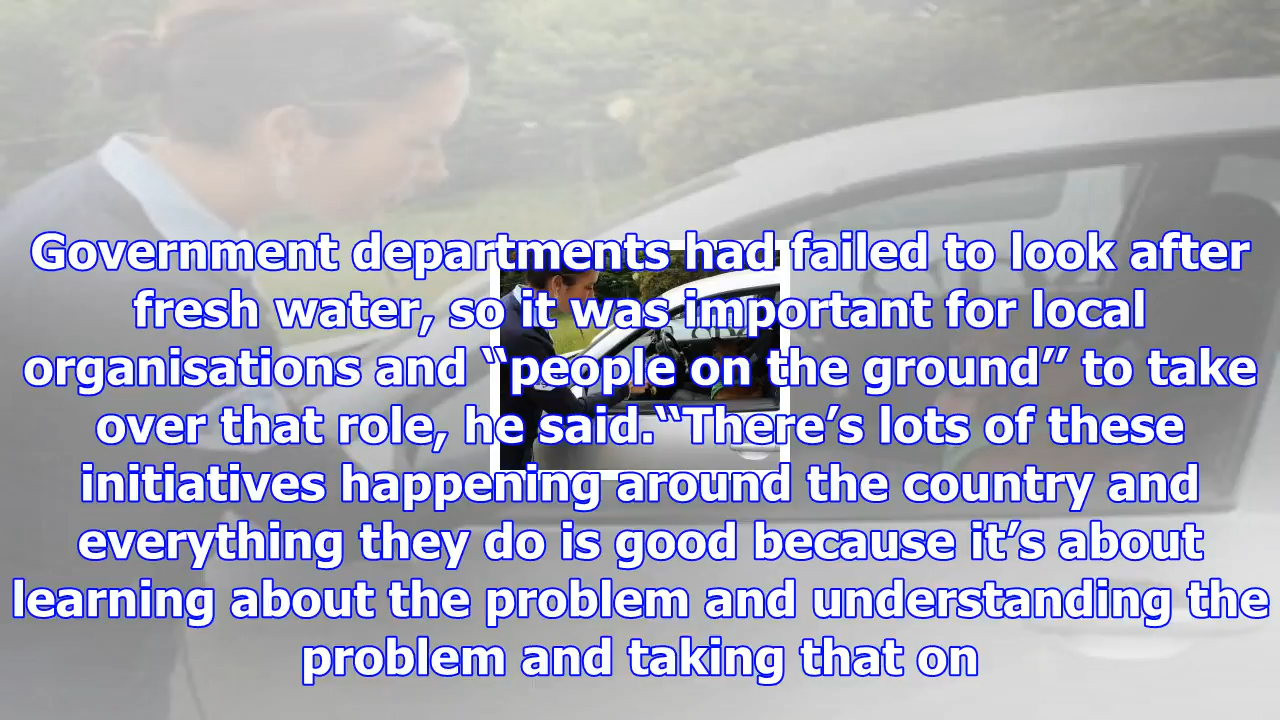 Government departments had failed to look after
fresh water, so it was important for local
organisations and “people on the ground” to take
over that role, he said.“There’s lots of these
initiatives happening around the country and
everything they do is good because it’s about
learning about the problem and understanding the
problem and taking that on